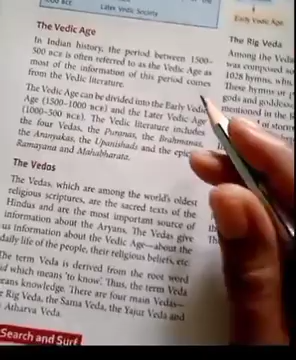 Later Vedic Society
Early Vedic Age
The Vedic Age
In Indian history, the period between 1500–
500 BCE is often referred to as the Vedic Age as
most of the information of this period comes
from the Vedic literature.
The Vedic Age can be divided into the Early Vedic
Age (1500–1000 BCE) and the Later Vedic Age
(1000–500 BCE). The Vedic literature includes
the four Vedas, the Puranas, the Brahmanas,
the Aranyakas, the Upanishads and the epics
Ramayana and Mahabharata.
The Vedas
The Vedas, which are among the world's oldest
religious scriptures, are the sacred texts of the
Hindus and are the most important source of
information about the Aryans. The Vedas give
us information about the Vedic Age—about the
daily life of the people, their religious beliefs, etc.
The term Veda is derived from the root word
which means 'to know'. Thus, the term Veda
means knowledge. There are four main Vedas—
Rig Veda, the Sama Veda, the Yajur Veda and
Atharva Veda.
Search and Surf
The Rig Veda
Among the Veda
was composed
1028 hymns, wh
These hymns
gods and goddess
mentioned in the
of storm